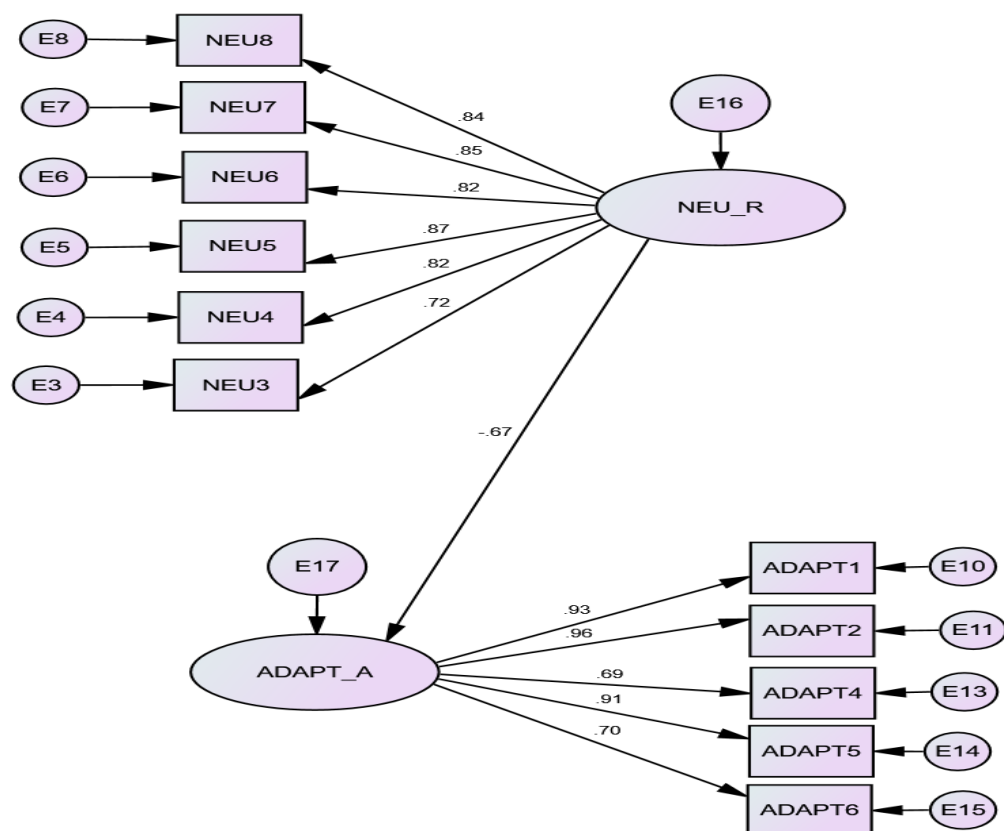 E8
NEU8
E7
NEU7
E6
NEU6
E5
NEU5
E4
NEU4
E3
NEU3
.84
.85
.82
.87
.82
.72
E16
NEU_R
-.67
E17
ADAPT_A
.93
.96
.69
.91
.70
ADAPT1
E10
ADAPT2
E11
ADAPT4
E13
ADAPT5
E14
ADAPT6
E15